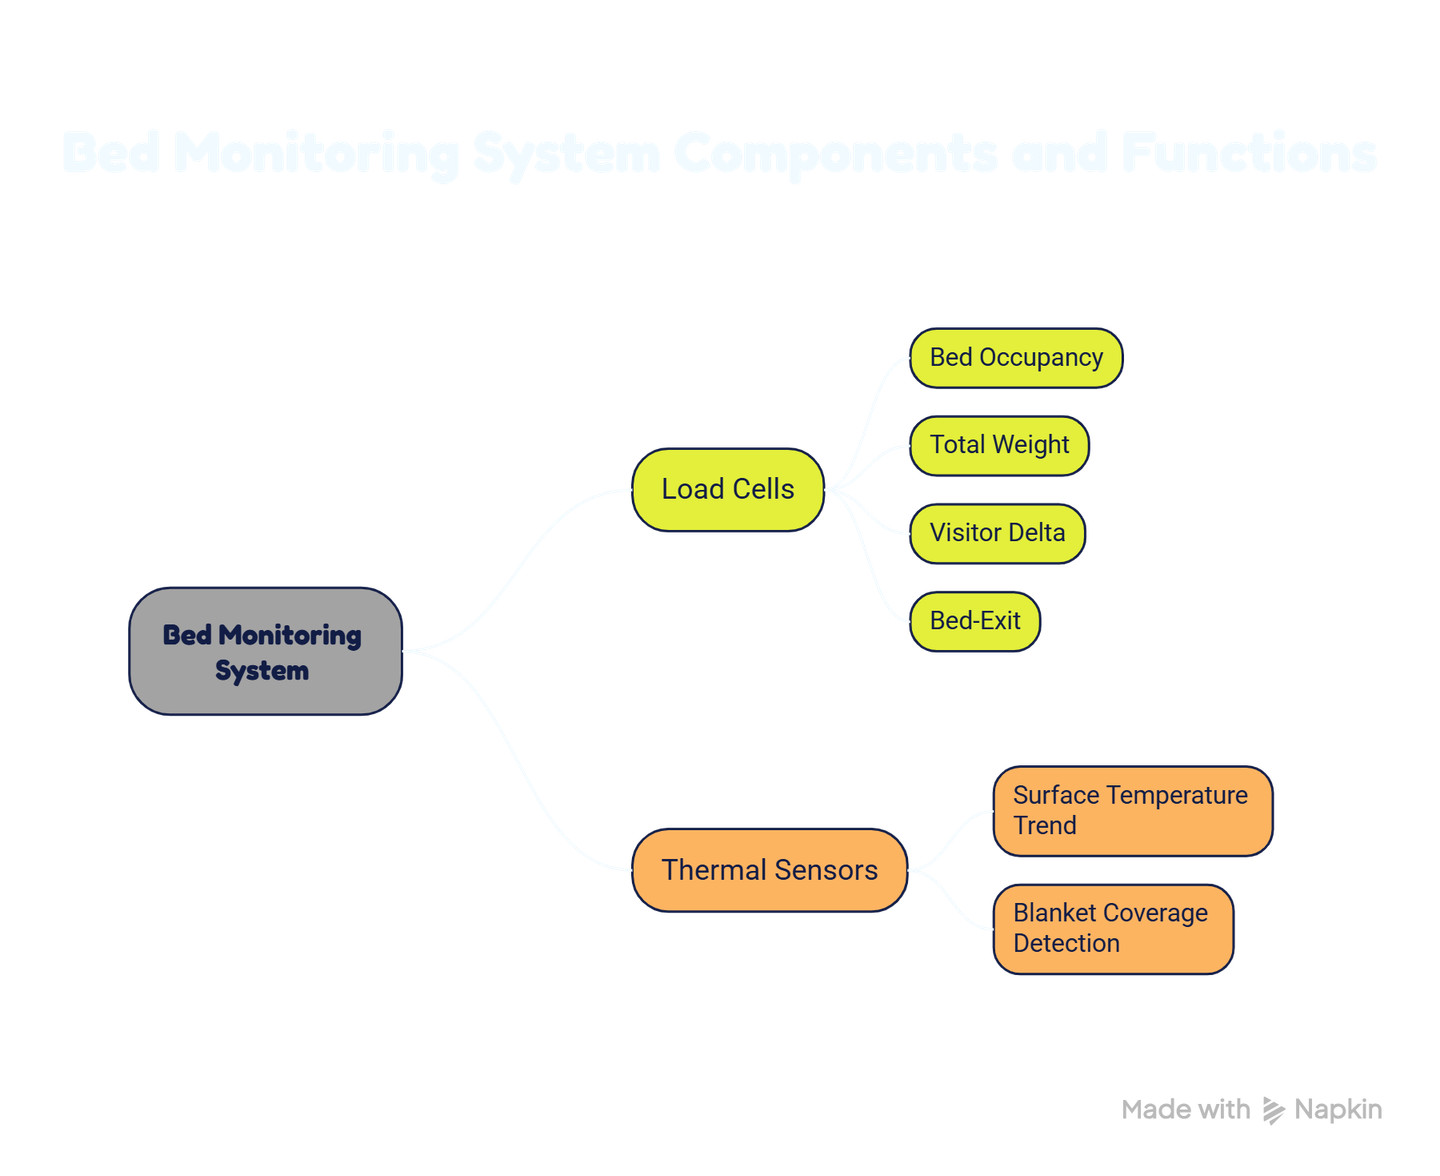 Bed Monitoring System Components and Functions
Bed Occupancy
Total Weight
Load Cells
Visitor Delta
Bed-Exit
Bed Monitoring
System
Surface Temperature
Trend
Thermal Sensors
Blanket Coverage
Detection
Made with Napkin